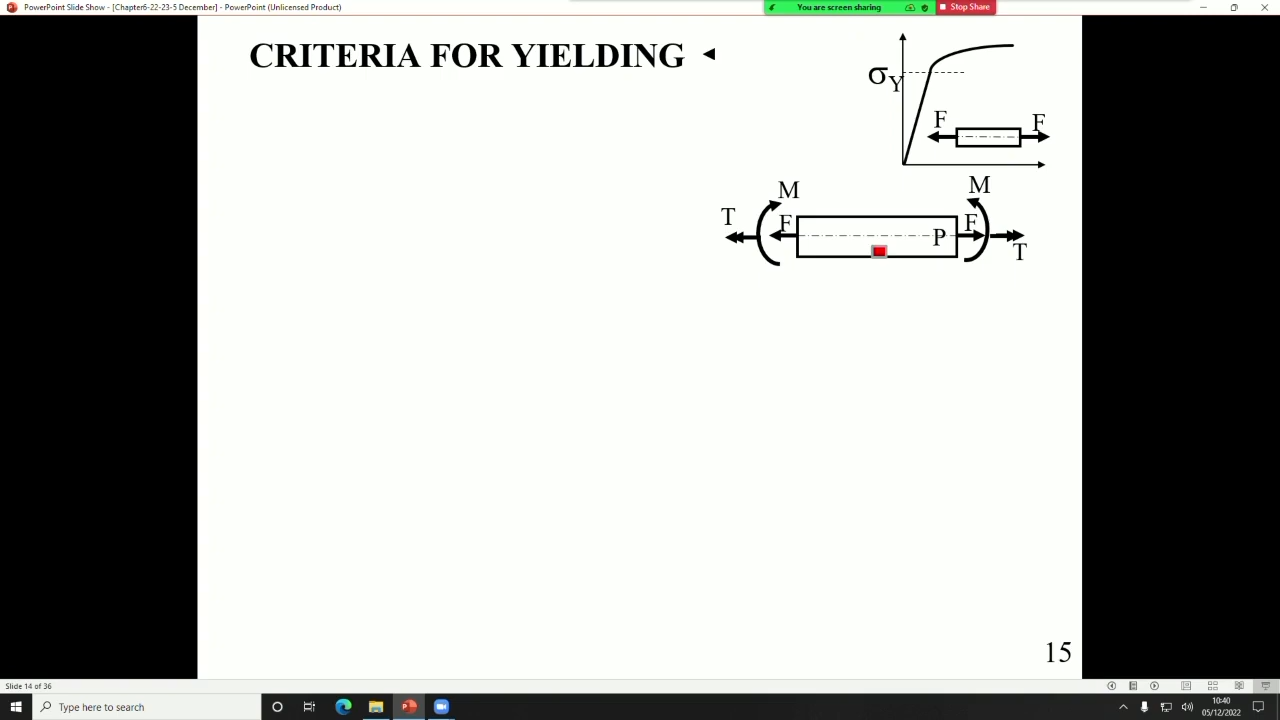 PowerPoint Slide Show - [Chapter6-22-23-5 December] - PowerPoint (Unlicensed Product)
You are screen sharing
Stop Share
CRITERIA FOR YIELDING
σY
F
F
M
M
T
F
F
P
T
15
Slide 14 of 36
Type here to search
10:40
05/12/2022